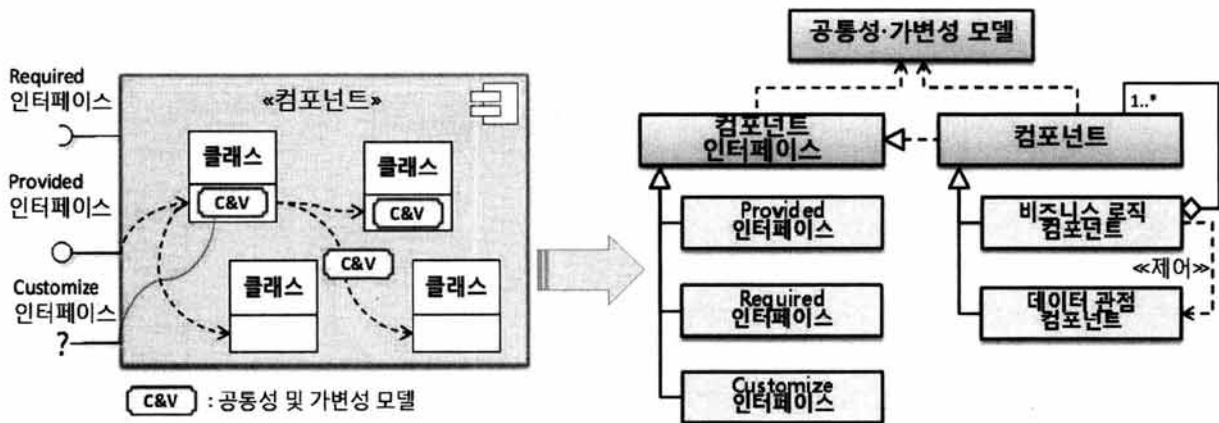 Required
인터페이스
Provided
인터페이스
Customize
인터페이스
?
«컴포넌트»
클래스
C&V
클래스
C&V
C&V
클래스
클래스
C&V : 공통성 및 가변성 모델
공통성·가변성 모델
컴포넌트
인터페이스
컴포넌트
1..*
Provided
인터페이스
Required
인터페이스
Customize
인터페이스
비즈니스 로직
컴포넌트
≪제어≫
데이터 관점
컴포넌트